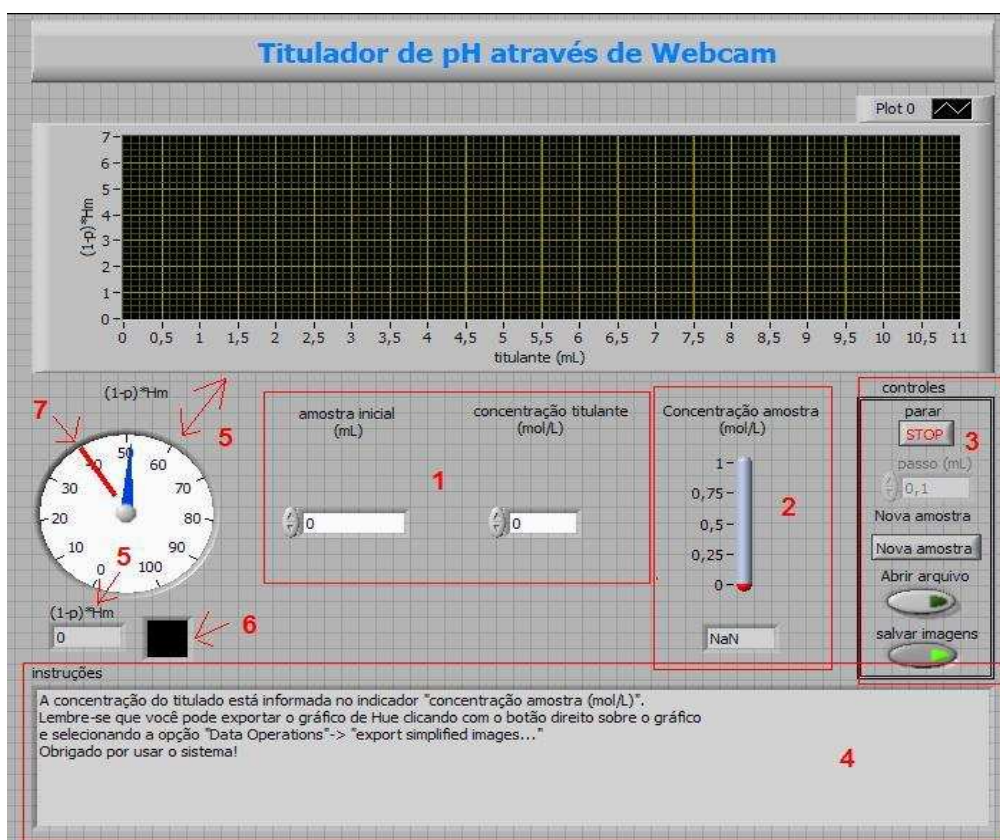 Titulador de pH através de Webcam
Plot 0
7
6
5
4
3
2
1
0
(1-p)*Hm
0 0,5 1 1,5 2 2,5 3 3,5 4 4,5 5 5,5 6 6,5 7 7,5 8 8,5 9 9,5 10 10,5 11
titulante (mL)
(1-p)*Hm
7
5
0 10 20 30 40 50 60 70 80 90 100
5
(1-p)*Hm
0
6
amostra inicial
(mL)
0
concentração titulante
(mol/L)
0
1
Concentração amostra
(mol/L)
1
0,75
0,5
0,25
0
2
NaN
controles
parar
STOP
3
passo (mL)
0,1
Nova amostra
Nova amostra
Abrir arquivo
salvar imagens
instruções
A concentração do titulado está informada no indicador "concentração amostra (mol/L)".
Lembre-se que você pode exportar o gráfico de Hue clicando com o botão direito sobre o gráfico
e selecionando a opção "Data Operations"-> "export simplified images..."
Obrigado por usar o sistema!
4